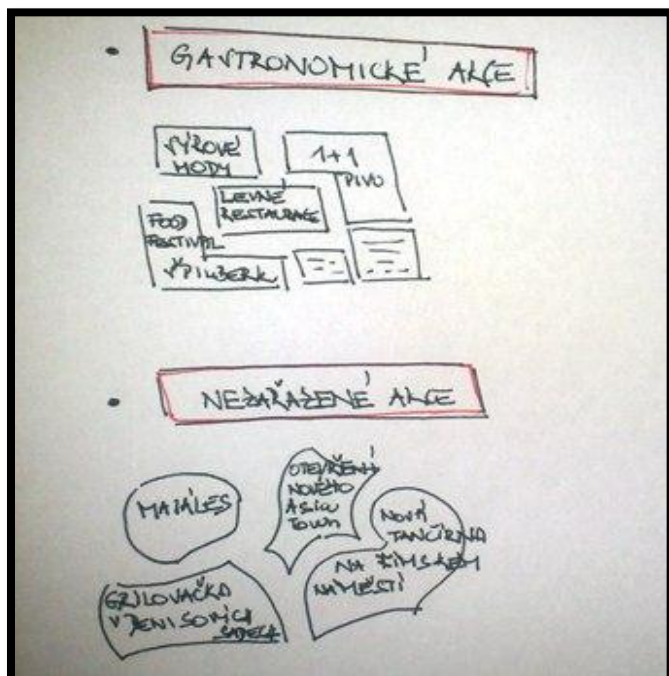 GASTRONOMICKÉ AKCE
SÝROVÉ
HODY
1+1
PIVO
LEVNÉ
RESTAURACE
FOOD
FESTIVAL
ŠPILBERK
NEZAŘAZENÉ AKCE
MAJÁLES
OTEVŘENÍ
NOVÉHO
Asia
Town
NOVÁ
TANČÍRNA
NA ŘÍMSKÉM
NÁMĚSTÍ
GRILOVAČKA
V DENISOVÝCH
SADECH